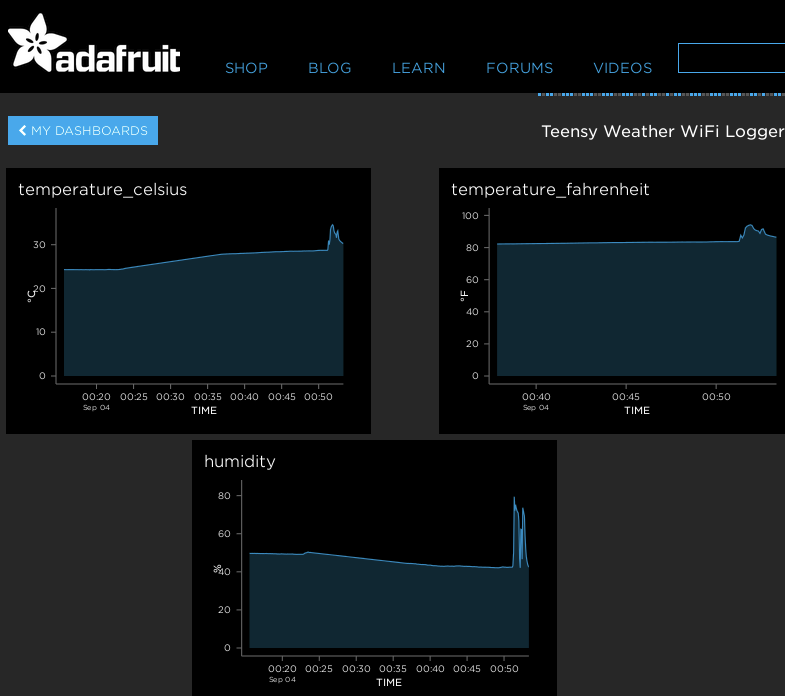 adafruit
SHOP BLOG LEARN FORUMS VIDEOS
MY DASHBOARDS
Teensy Weather WiFi Logger
temperature_celsius
30
20
10
0
°C
00:20 00:25 00:30 00:35 00:40 00:45 00:50
Sep 04
TIME
temperature_fahrenheit
100
80
60
40
20
0
°F
00:40 00:45 00:50
Sep 04
TIME
humidity
80
60
40
20
0
%
00:20 00:25 00:30 00:35 00:40 00:45 00:50
Sep 04
TIME